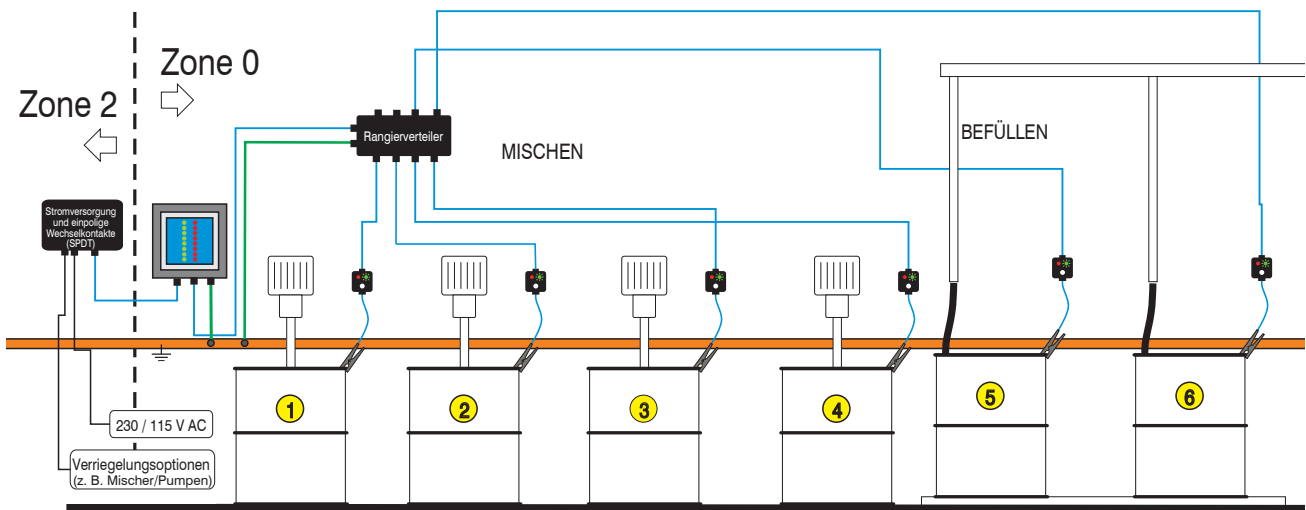 Zone 2
Zone 0
Rangierverteiler
MISCHEN
BEFÜLLEN
Stromversorgung
und einpolige
Wechselkontakte
(SPDT)
1
2
3
4
5
6
230 / 115 V AC
Verriegelungsoptionen
(z. B. Mischer/Pumpen)